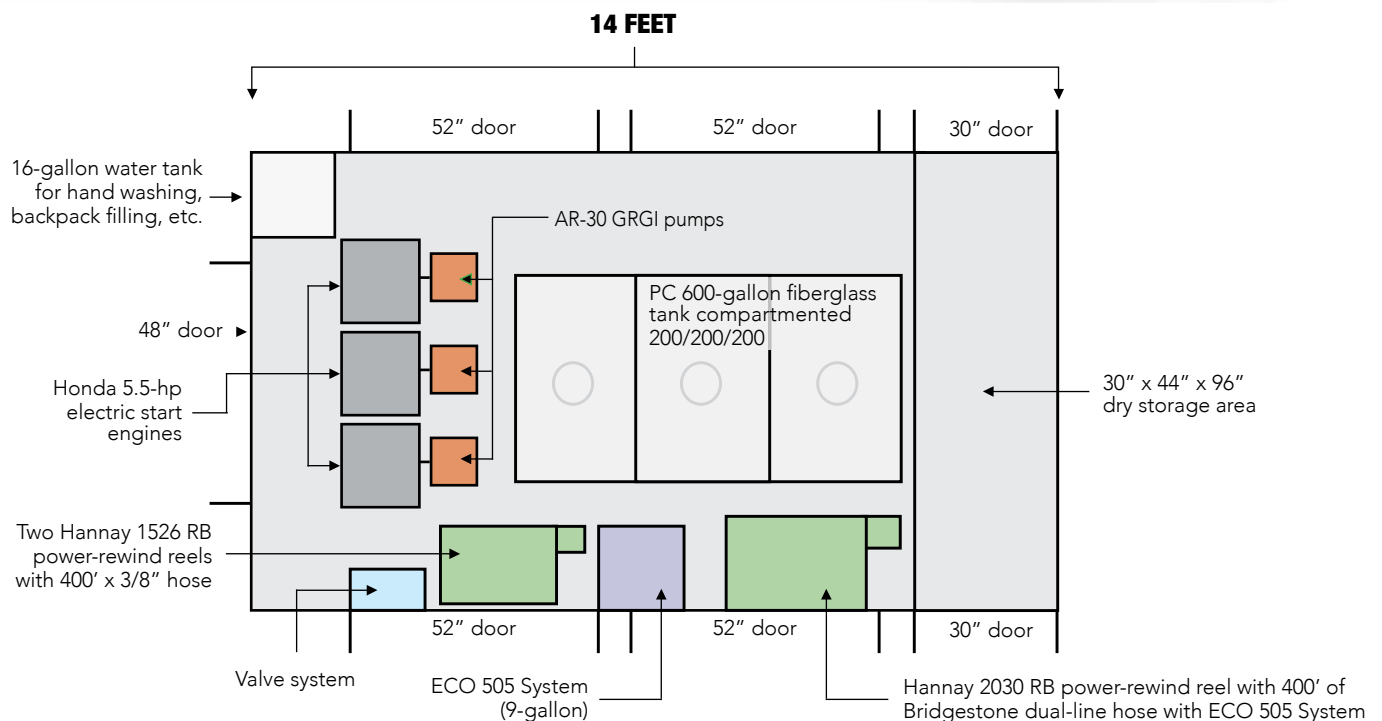 14 FEET
52” door
52” door
30” door
16-gallon water tank
for hand washing,
backpack filling, etc.
AR-30 GRGI pumps
PC 600-gallon fiberglass
tank compartmented
200/200/200
48” door
Honda 5.5-hp
electric start
engines
30” x 44” x 96”
dry storage area
Two Hannay 1526 RB
power-rewind reels
with 400’ x 3/8” hose
52” door
52” door
30” door
Valve system
ECO 505 System
(9-gallon)
Hannay 2030 RB power-rewind reel with 400’ of
Bridgestone dual-line hose with ECO 505 System